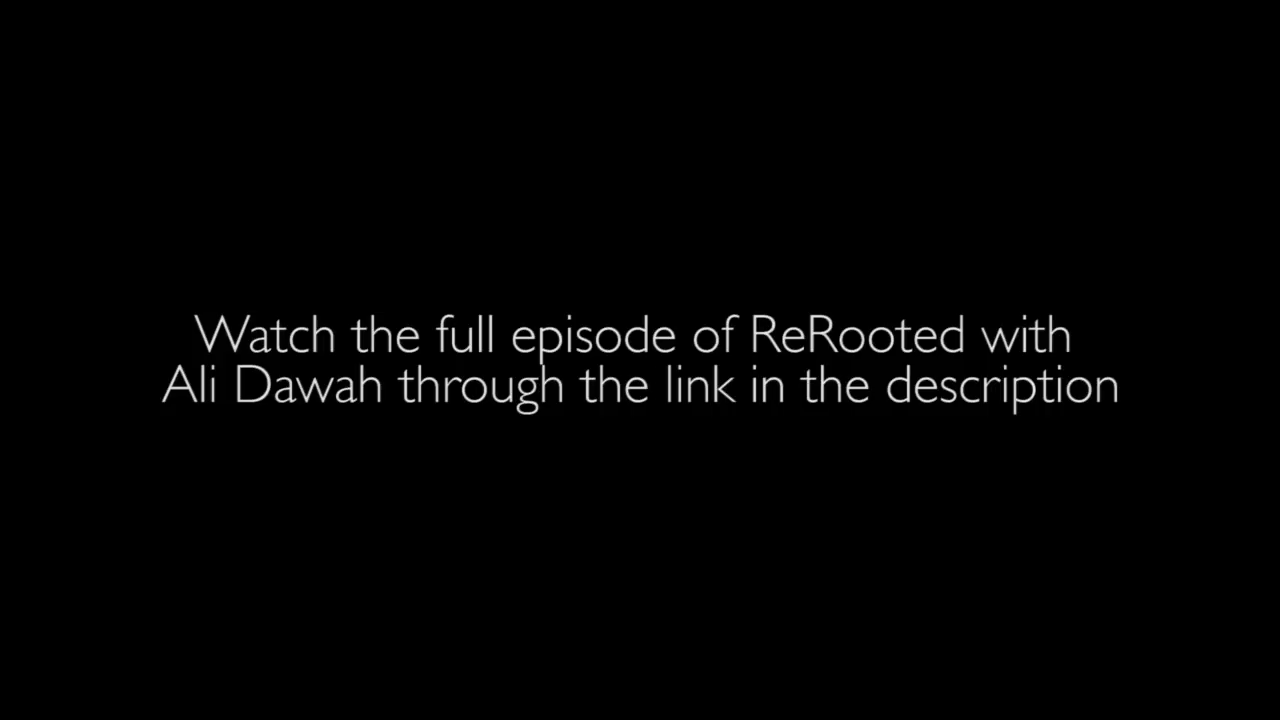 Watch the full episode of ReRooted with
Ali Dawah through the link in the description